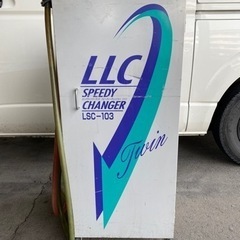 LLC
SPEEDY
CHANGER
LSC-103
Twin